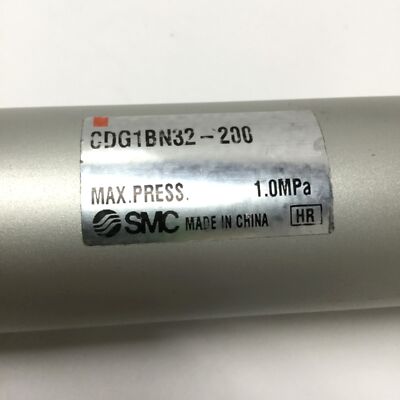 CDG1BN32-200
MAX.PRESS. 1.0MPa
SMC MADE IN CHINA HR